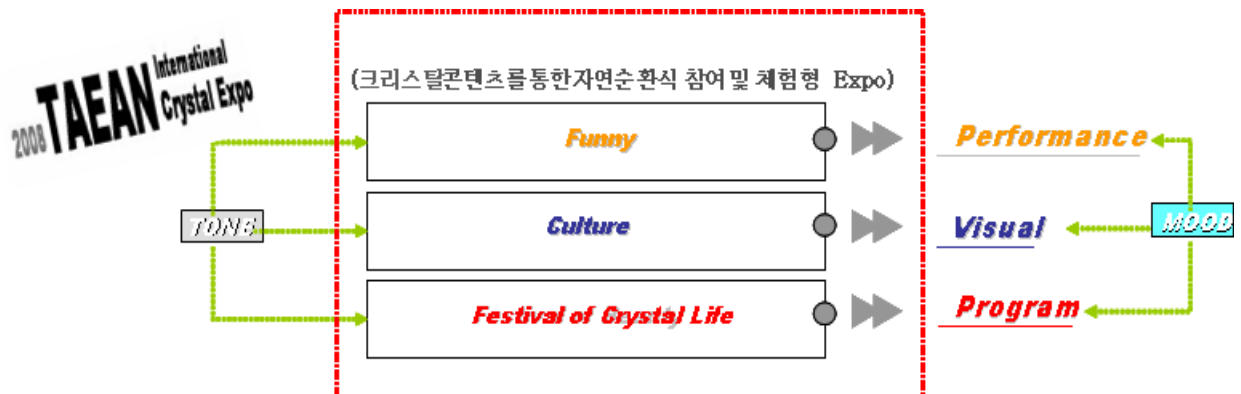 2008 TAEAN International
Crystal Expo
(크리스탈콘텐츠를통한자연순환식 참여 및 체험형 Expo)
Funny
Performance
TONE
Culture
Visual
MOOD
Festival of Crystal Life
Program